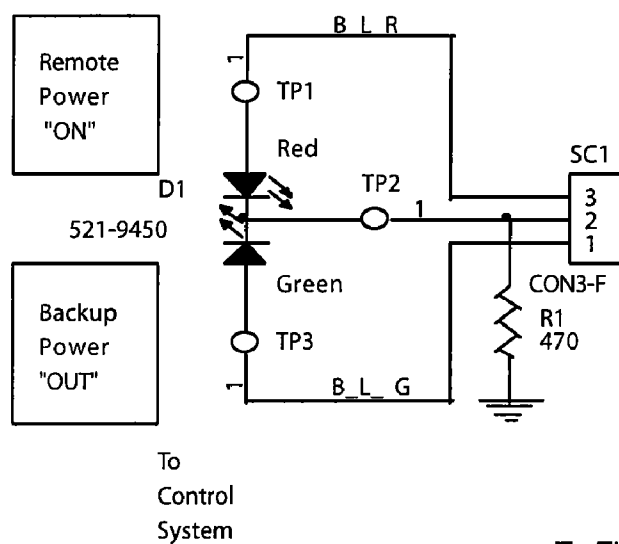 B_L_R
Remote
Power
"ON"
1
TP1
Red
SC1
D1
TP2
1
3
2
1
521-9450
Green
CON3-F
R1
470
Backup
Power
"OUT"
TP3
1
B_L_ G
To
Control
System